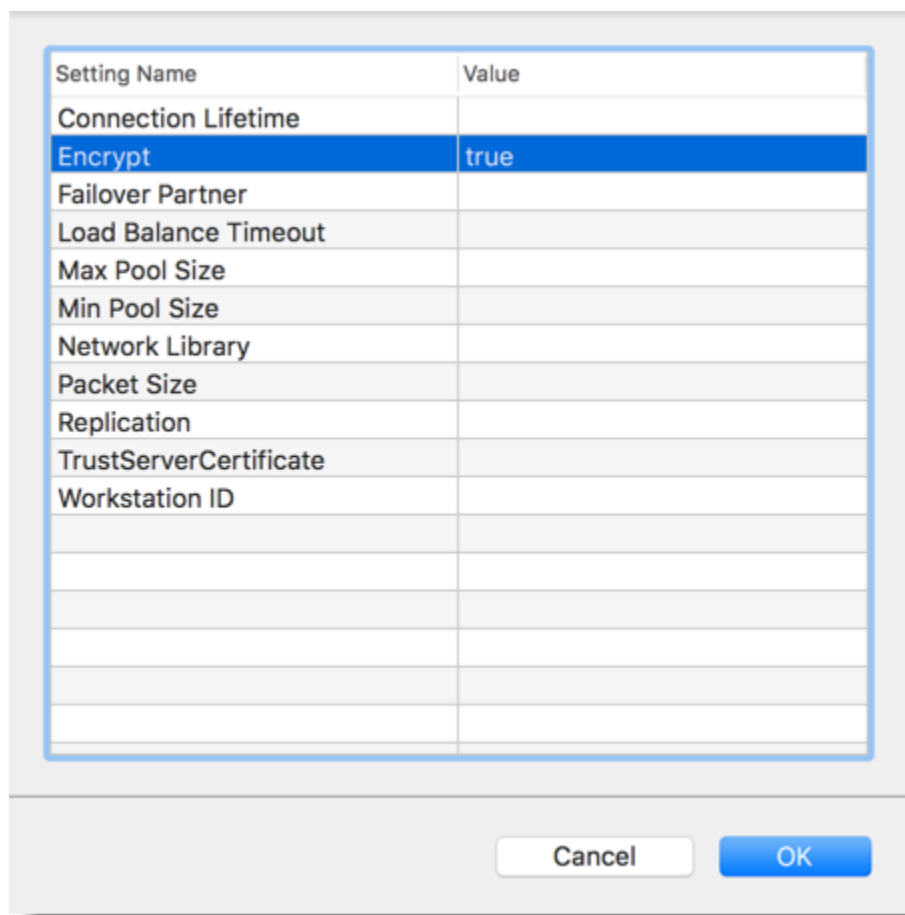 Setting Name Value
Connection Lifetime
Encrypt true
Failover Partner
Load Balance Timeout
Max Pool Size
Min Pool Size
Network Library
Packet Size
Replication
TrustServerCertificate
Workstation ID
Cancel OK